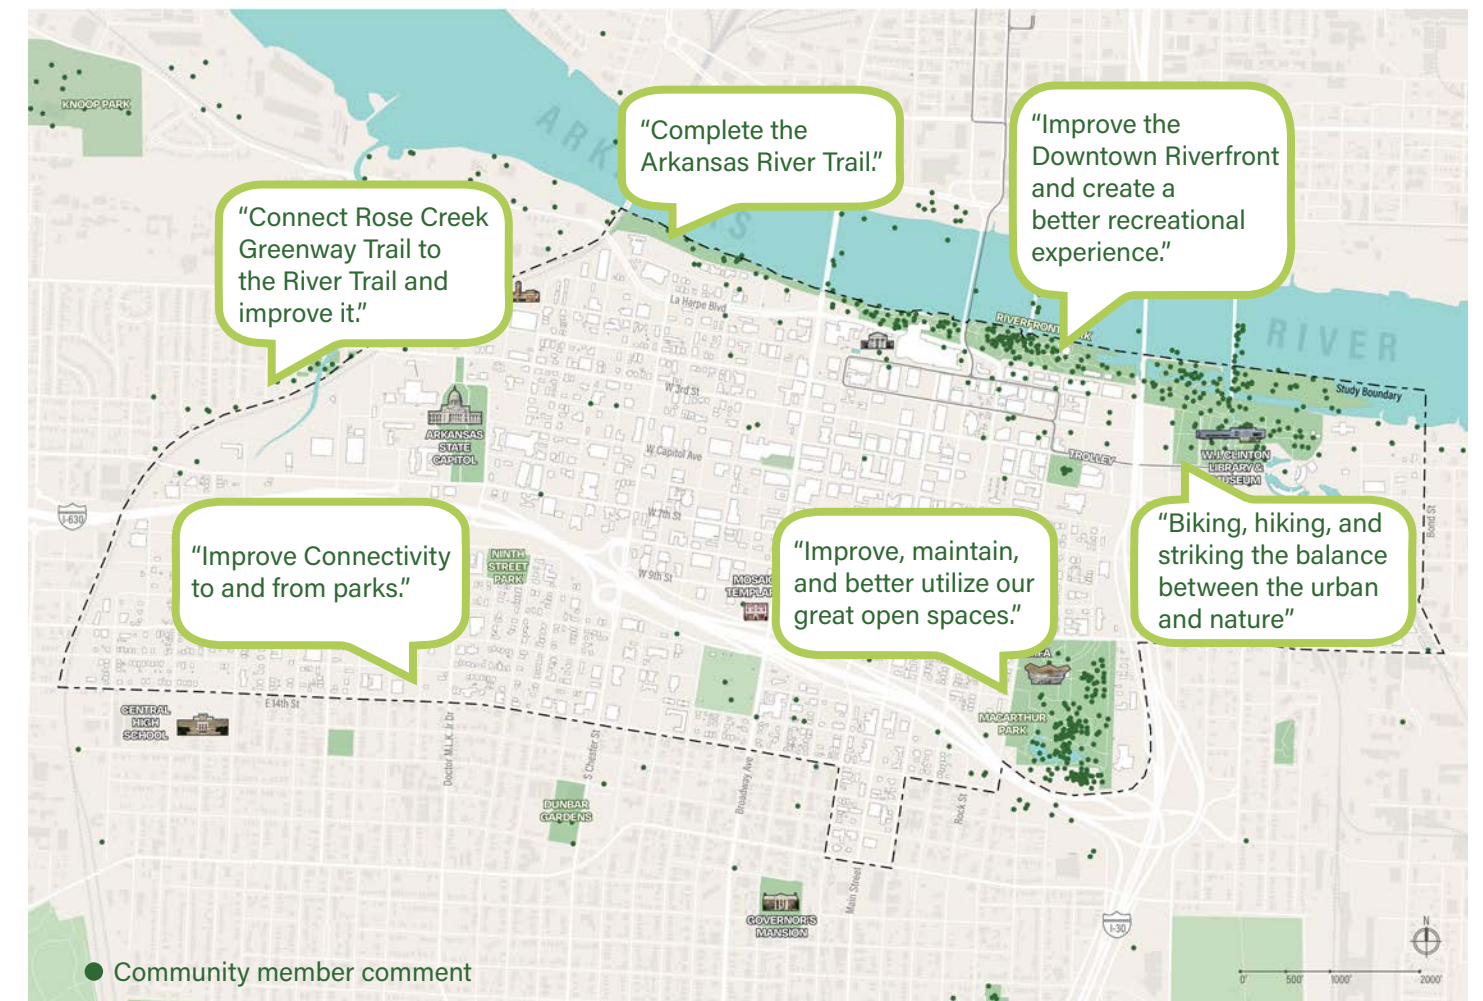 KNOOP PARK
ARKANSAS
“Complete the
Arkansas River Trail.”
“Improve the
Downtown Riverfront
and create a
better recreational
experience.”
“Connect Rose Creek
Greenway Trail to
the River Trail and
improve it.”
La Harpe Blvd
RIVERFRONT PARK
RIVER
Study Boundary
W 3rd St
ARKANSAS
STATE
CAPITOL
W Capitol Ave
TROLLEY
W.J. CLINTON
LIBRARY &
MUSEUM
I-630
W 7th St
Bond St
“Improve Connectivity
to and from parks.”
NINTH
STREET
PARK
W 9th St
MOSAIC
TEMPLAR
“Improve, maintain,
and better utilize our
great open spaces.”
“Biking, hiking, and
striking the balance
between the urban
and nature”
MACARTHUR
PARK
E 14th St
CENTRAL
HIGH
SCHOOL
Doctor M.L.K. Jr Dr
S Chester St
Broadway Ave
Rock St
DUNBAR
GARDENS
Main Street
GOVERNOR'S
MANSION
I-30
N
Community member comment
0' 500' 1000' 2000'